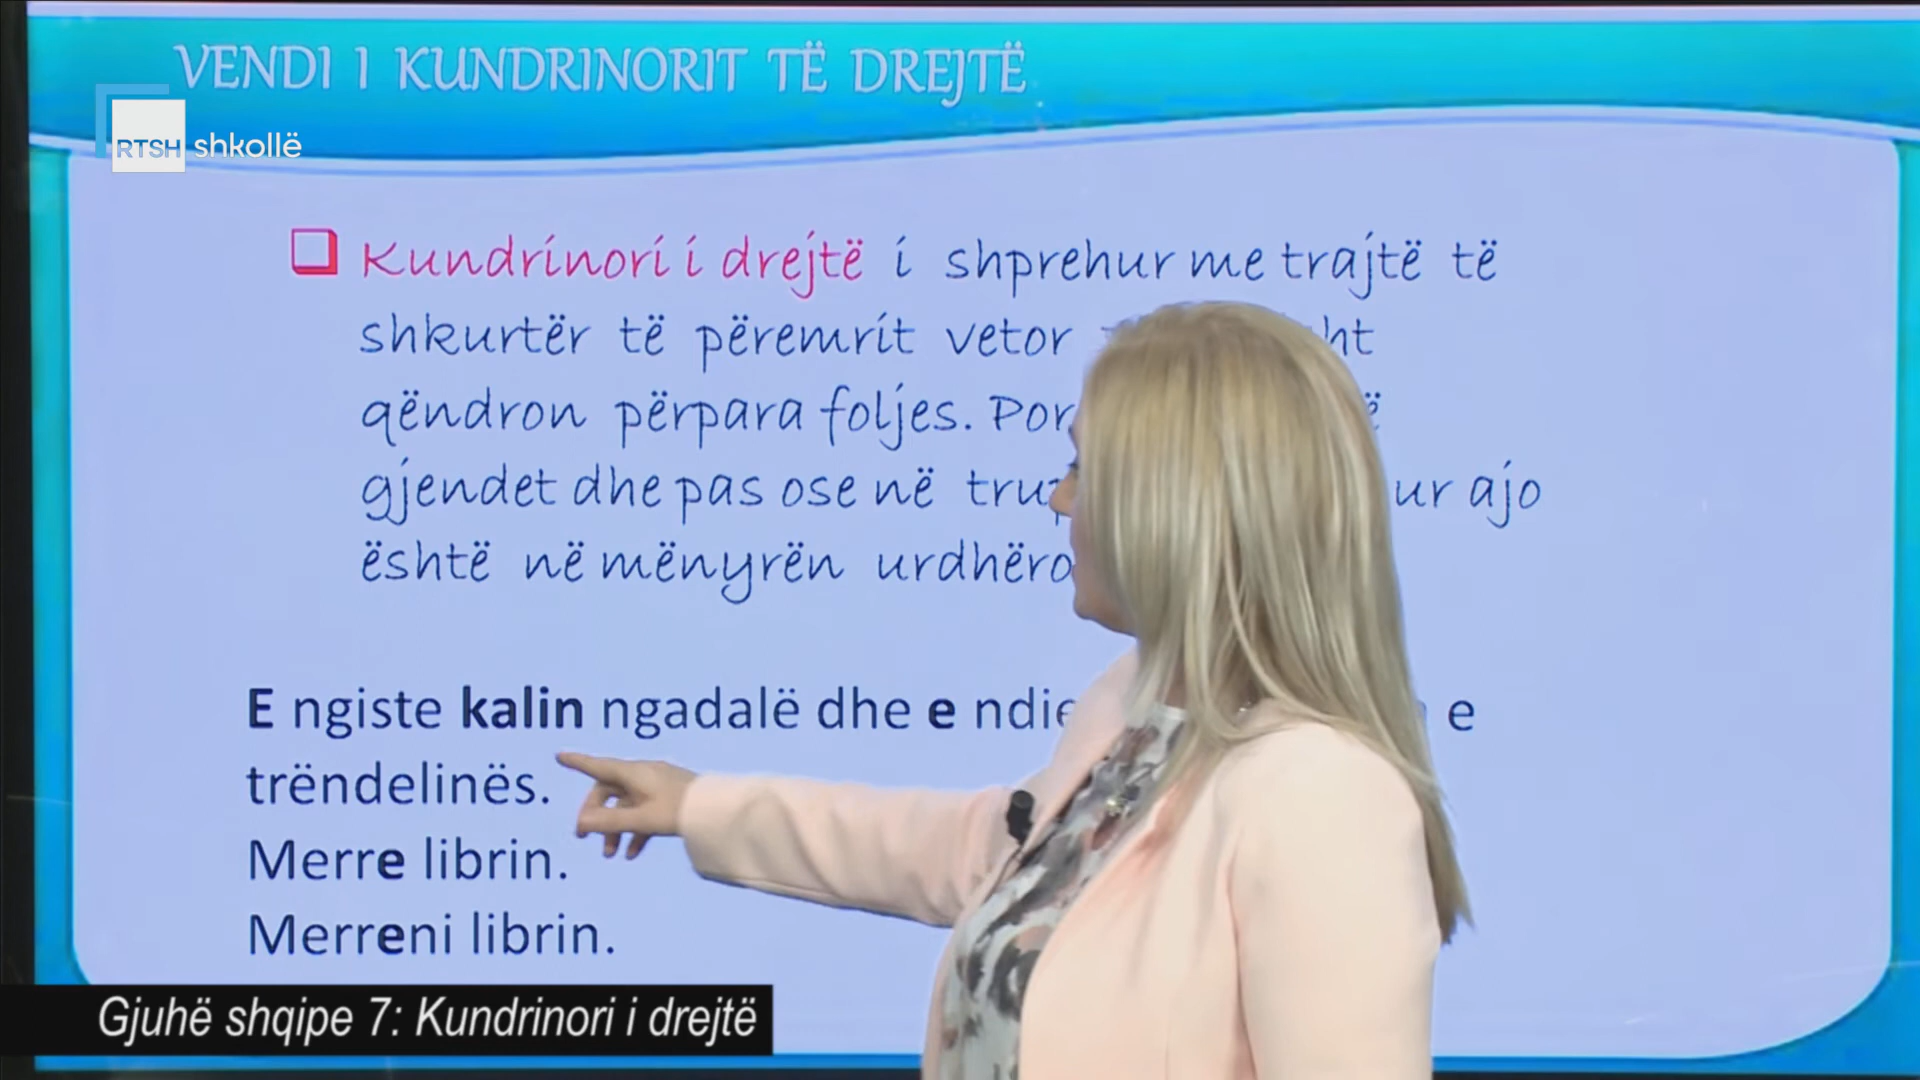 VENDI I KUNDRINORIT TË DREJTË
RTSH shkollë
Kundrinori i drejtë i shprehur me trajtë të
shkurtër të përemrit vetor
qëndron përpara foljes. Por
gjendet dhe pas ose në ajo
është në mënyrën
E ngiste kalin ngadalë dhe e e
trëndelinës.
Merre librin.
Merreni librin.
Gjuhë shqipe 7: Kundrinori i drejtë